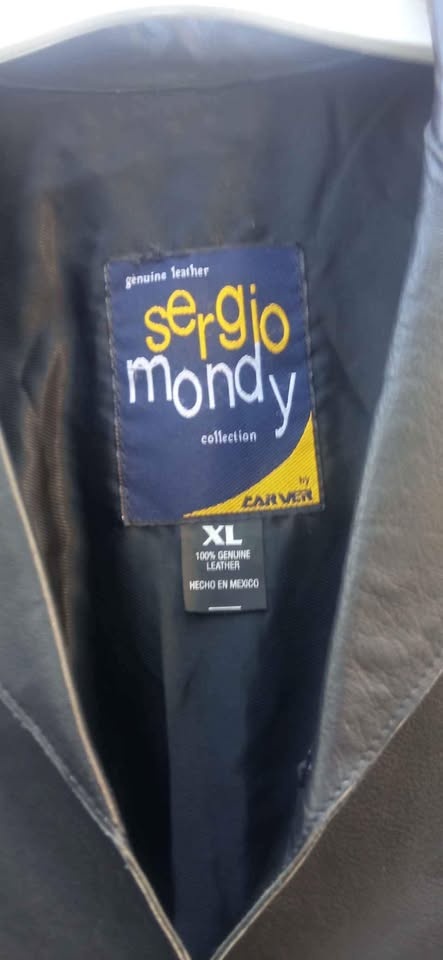 genuine leather
sergio
mondy
collection
by
CARVER
XL
100% GENUINE
LEATHER
HECHO EN MEXICO